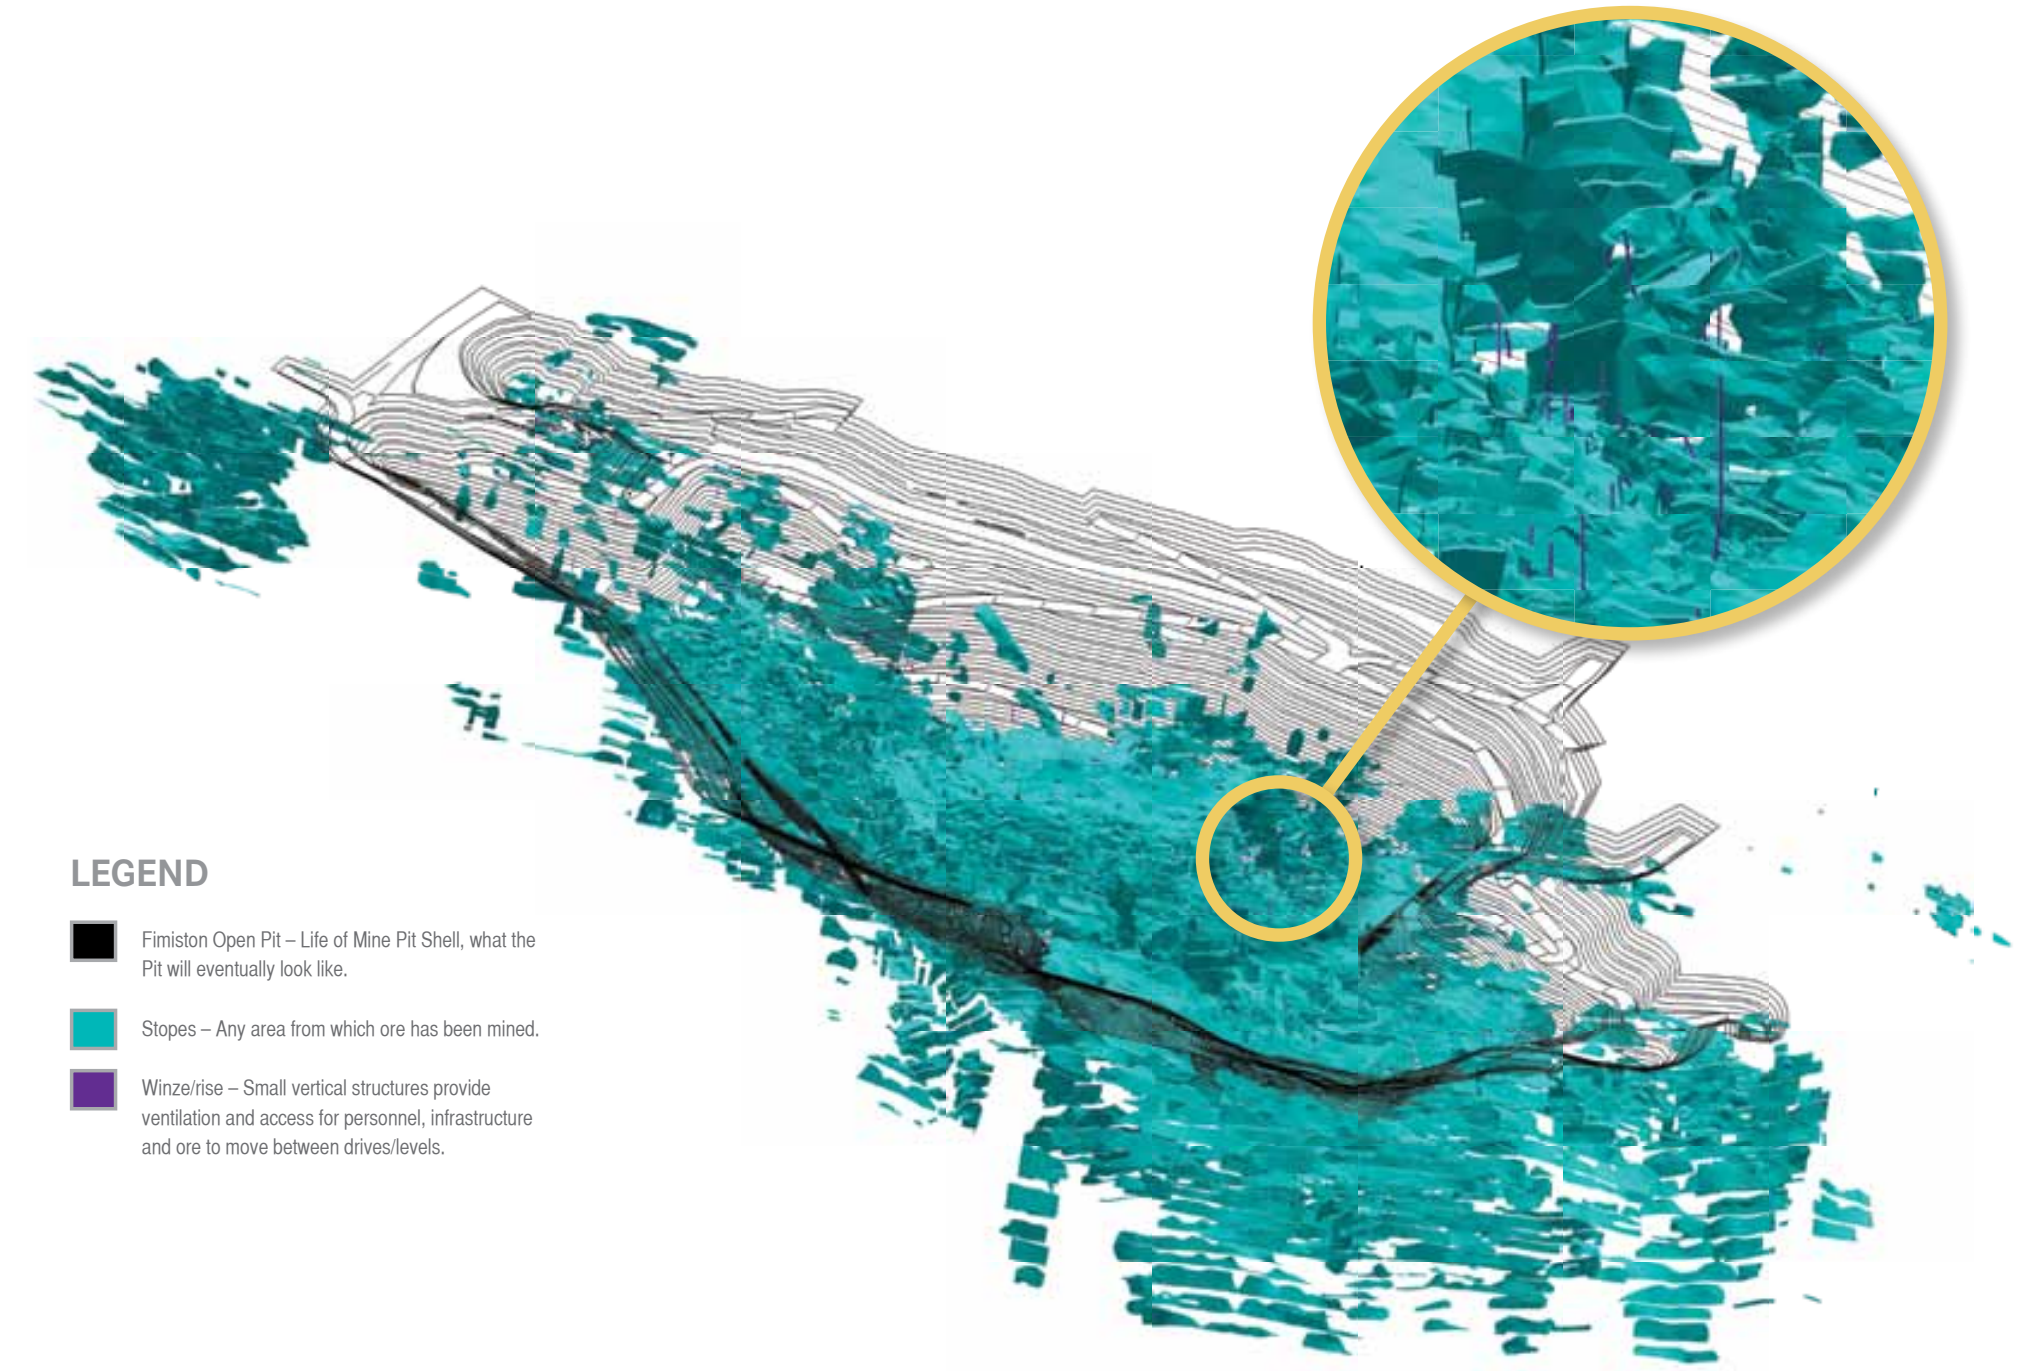 LEGEND
Fimiston Open Pit – Life of Mine Pit Shell, what the
Pit will eventually look like.
Stopes – Any area from which ore has been mined.
Winze/rise – Small vertical structures provide
ventilation and access for personnel, infrastructure
and ore to move between drives/levels.